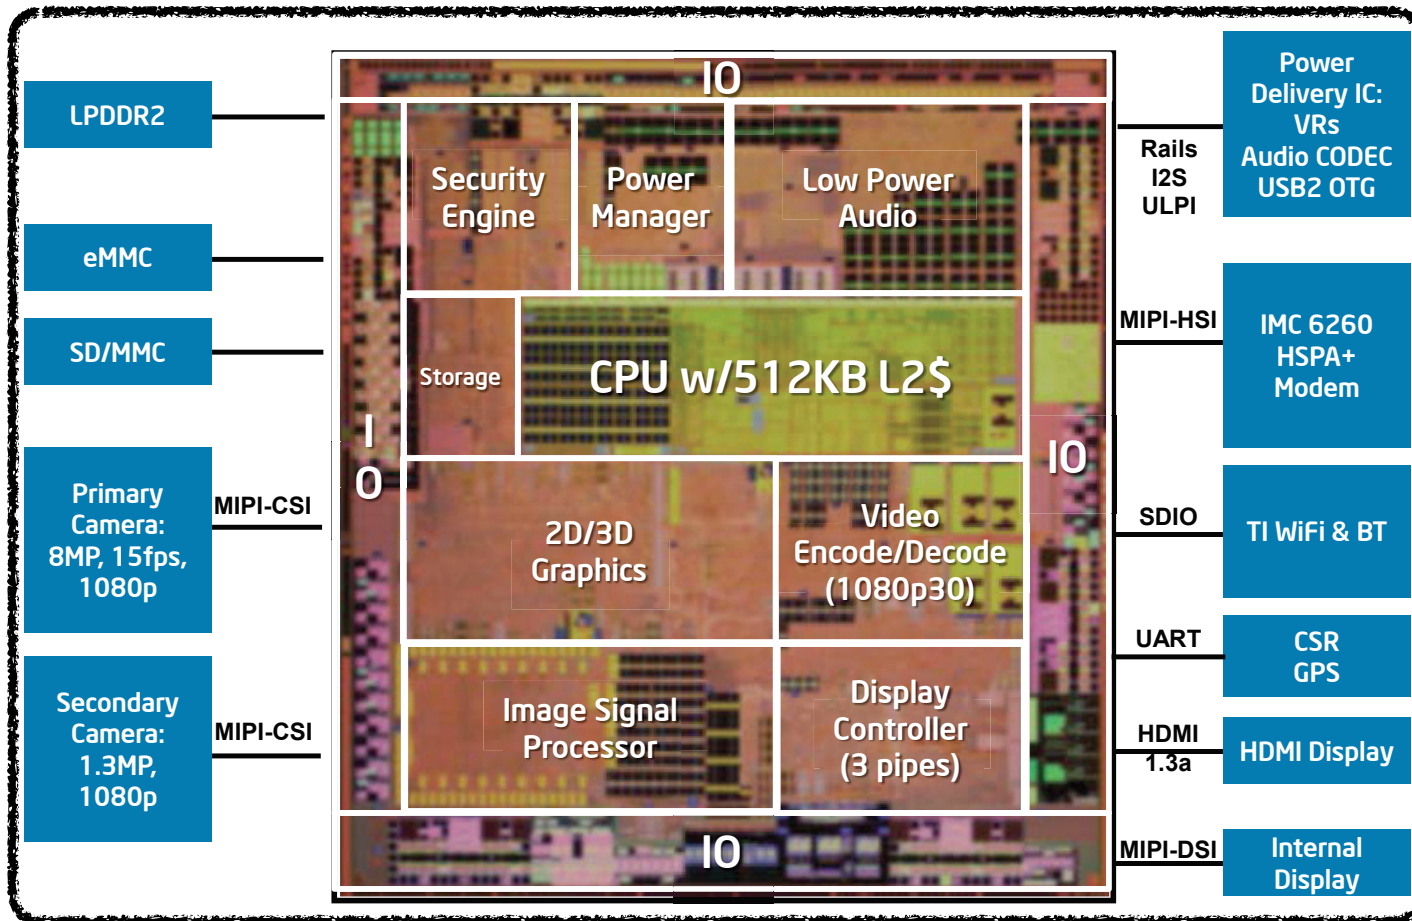 LPDDR2
eMMC
SD/MMC
Primary
Camera:
8MP, 15fps,
1080p
MIPI-CSI
Secondary
Camera:
1.3MP,
1080p
MIPI-CSI
IO
Security
Engine
Power
Manager
Low Power
Audio
Storage
CPU w/512KB L2$
I
O
IO
2D/3D
Graphics
Video
Encode/Decode
(1080p30)
Image Signal
Processor
Display
Controller
(3 pipes)
IO
Rails
I2S
ULPI
Power
Delivery IC:
VRs
Audio CODEC
USB2 OTG
MIPI-HSI
IMC 6260
HSPA+
Modem
SDIO
TI WiFi & BT
UART
CSR
GPS
HDMI
1.3a
HDMI Display
MIPI-DSI
Internal
Display